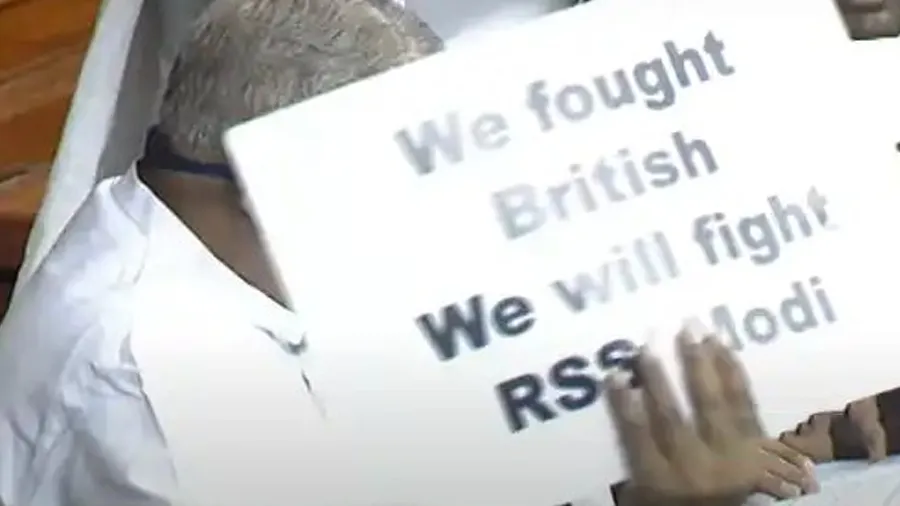 We fought
British
We will fight
RSS/ Modi